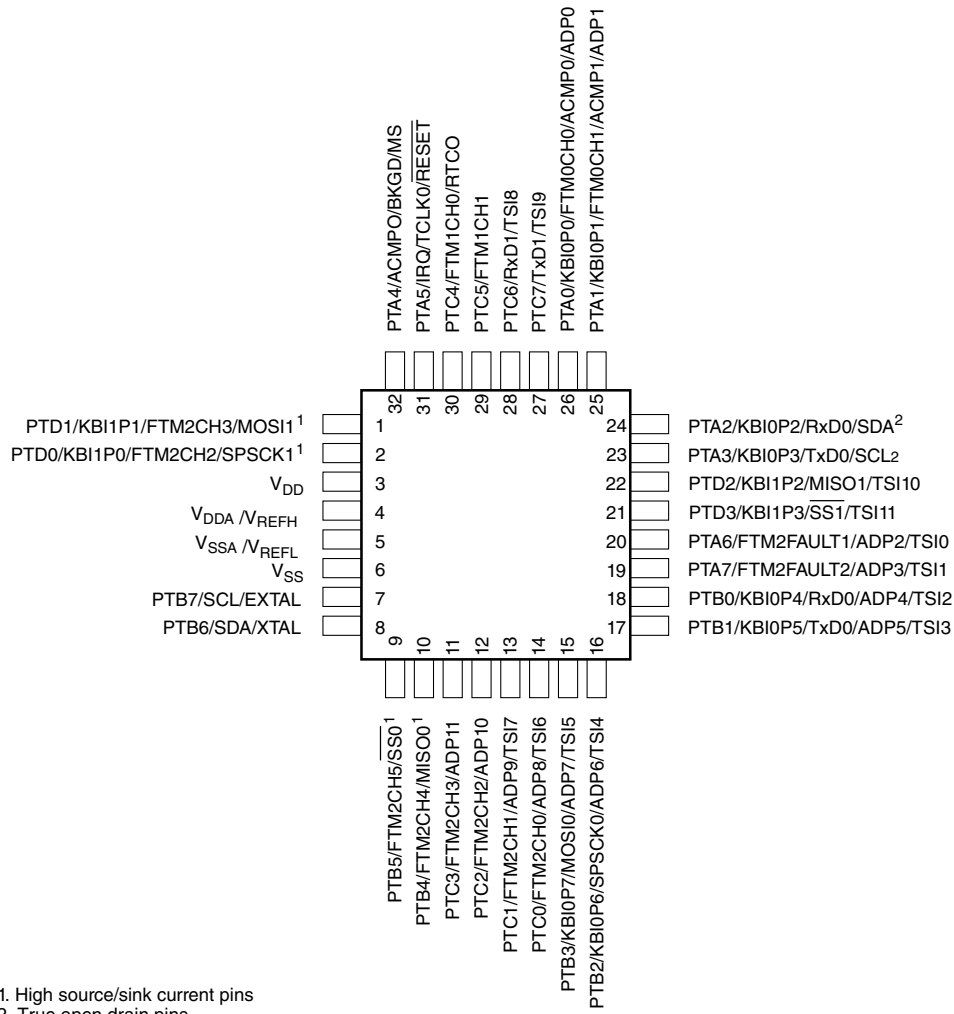 PTA4/ACMPO/BKGD/MS
PTA5/IRQ/TCLK0/RESET
PTC4/FTM1CH0/RTCO
PTC5/FTM1CH1
PTC6/RxD1/TSI8
PTC7/TxD1/TSI9
PTA0/KBI0P0/FTM0CH0/ACMP0/ADP0
PTA1/KBI0P1/FTM0CH1/ACMP1/ADP1
32
31
30
29
28
27
26
25
PTD1/KBI1P1/FTM2CH3/MOSI1¹ 1
PTD0/KBI1P0/FTM2CH2/SPSCK1¹ 2
VDD 3
VDDA /VREFH 4
VSSA /VREFL 5
VSS 6
PTB7/SCL/EXTAL 7
PTB6/SDA/XTAL 8
24 PTA2/KBI0P2/RxD0/SDA²
23 PTA3/KBI0P3/TxD0/SCL2
22 PTD2/KBI1P2/MISO1/TSI10
21 PTD3/KBI1P3/SS1/TSI11
20 PTA6/FTM2FAULT1/ADP2/TSI0
19 PTA7/FTM2FAULT2/ADP3/TSI1
18 PTB0/KBI0P4/RxD0/ADP4/TSI2
17 PTB1/KBI0P5/TxD0/ADP5/TSI3
9
10
11
12
13
14
15
16
PTB5/FTM2CH5/SS0¹
PTB4/FTM2CH4/MISO0¹
PTC3/FTM2CH3/ADP11
PTC2/FTM2CH2/ADP10
PTC1/FTM2CH1/ADP9/TSI7
PTC0/FTM2CH0/ADP8/TSI6
PTB3/KBI0P7/MOSI0/ADP7/TSI5
PTB2/KBI0P6/SPSCK0/ADP6/TSI4
1. High source/sink current pins
2. True open drain pins